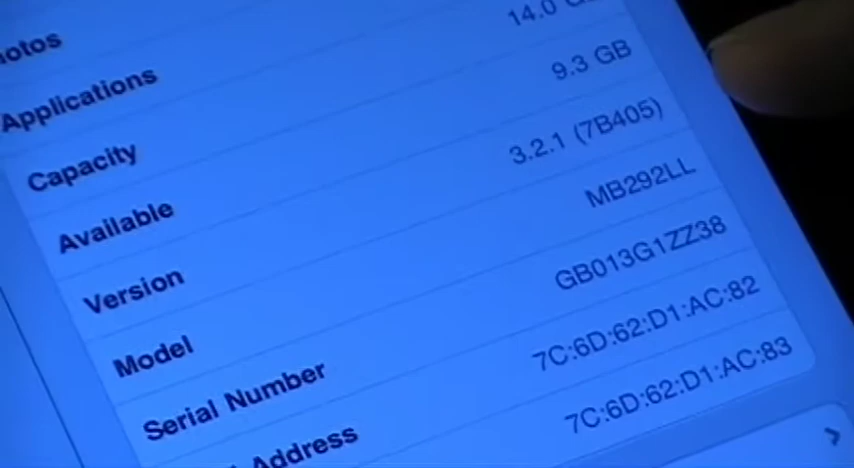 Applications
Capacity 14.0
Available 9.3 GB
Version 3.2.1 (7B405)
Model MB292LL
Serial Number GB013G1ZZ38
Address 7C:6D:62:D1:AC:82
7C:6D:62:D1:AC:83